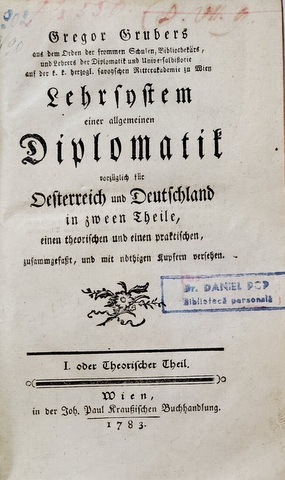 Gregor Grubers
aus dem Orden der frommen Schulen, Bibliothekärs,
und Lehrers der Diplomatik und Universalhistorie
auf der k. k. herzogl. savoyschen Ritterakademie zu Wien
Lehrsystem
einer allgemeinen
Diplomatik
vorzüglich für
Oesterreich und Deutschland
in zween Theile,
einen theorischen und einen praktischen,
zusammgefaßt, und mit nöthigen Kupfern versehen.
Dr. DANIEL POP
Bibliotecă personală
I. oder Theorischer Theil.
Wien,
in der Joh. Paul Kraußischen Buchhandlung.
1783.